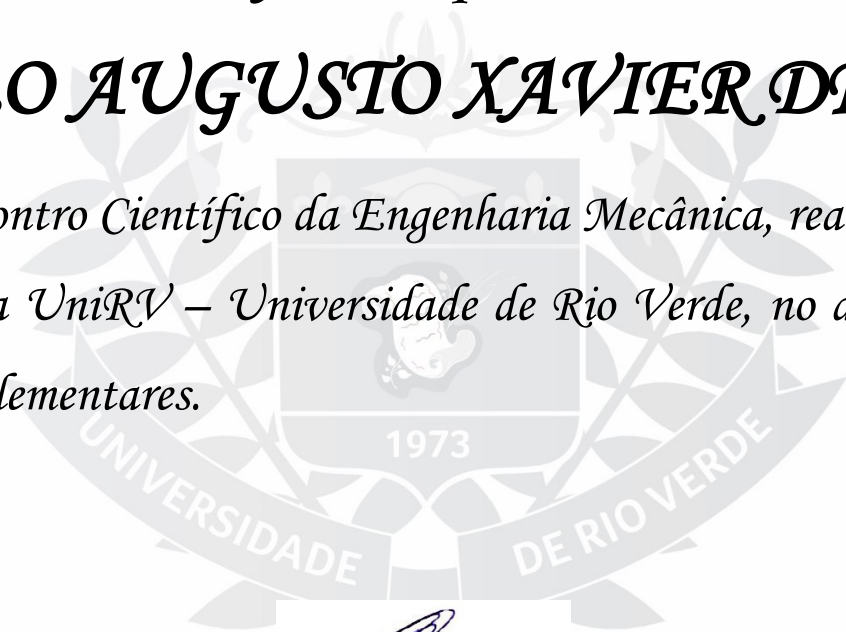 O AUGUSTO XAVIER DE
ontro Científico da Engenharia Mecânica, rea
a UniRV – Universidade de Rio Verde, no d
lementares.
1973
UNIVERSIDADE DE RIO VERDE